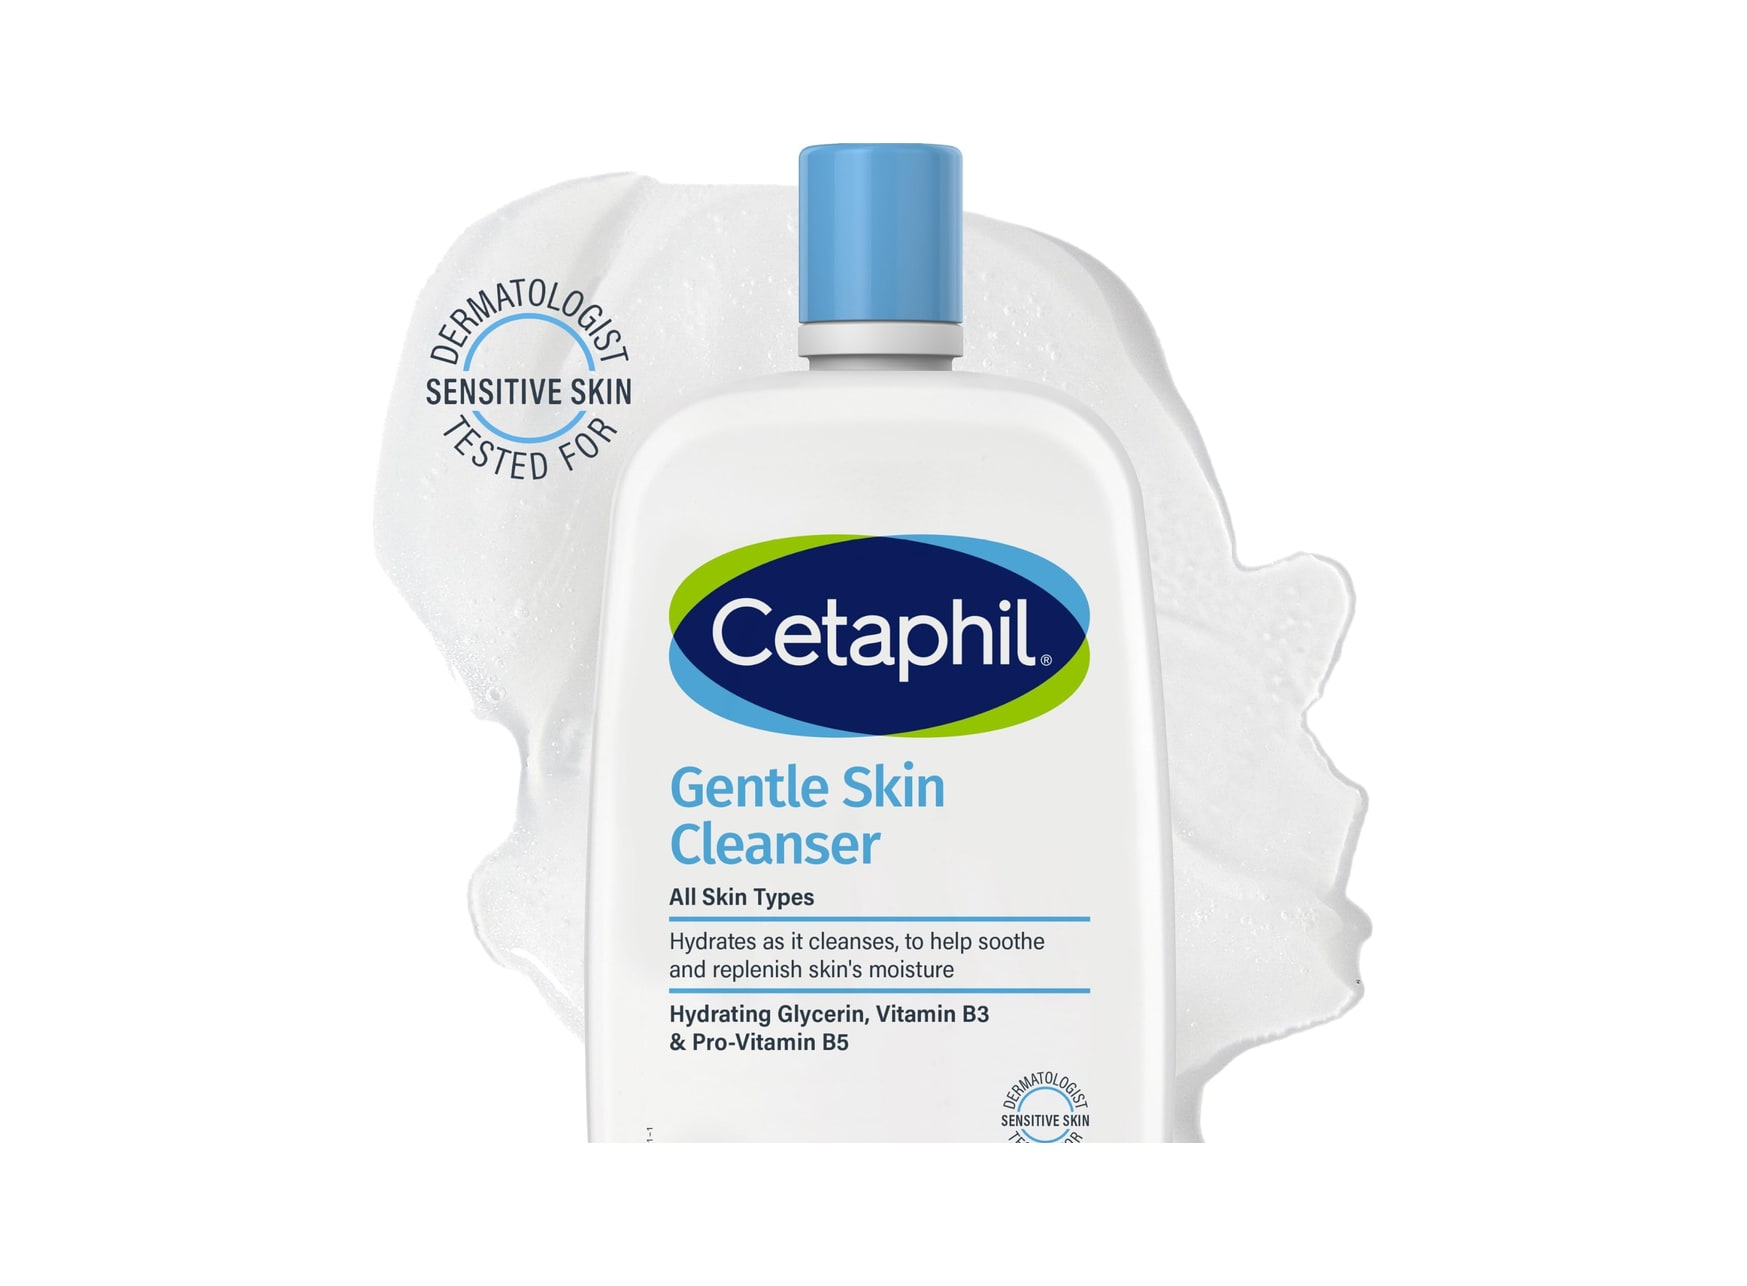 DERMATOLOGIST
SENSITIVE SKIN
TESTED FOR
Cetaphil®
Gentle Skin
Cleanser
All Skin Types
Hydrates as it cleanses, to help soothe
and replenish skin's moisture
Hydrating Glycerin, Vitamin B3
& Pro-Vitamin B5
DERMATOLOGIST
SENSITIVE SKIN